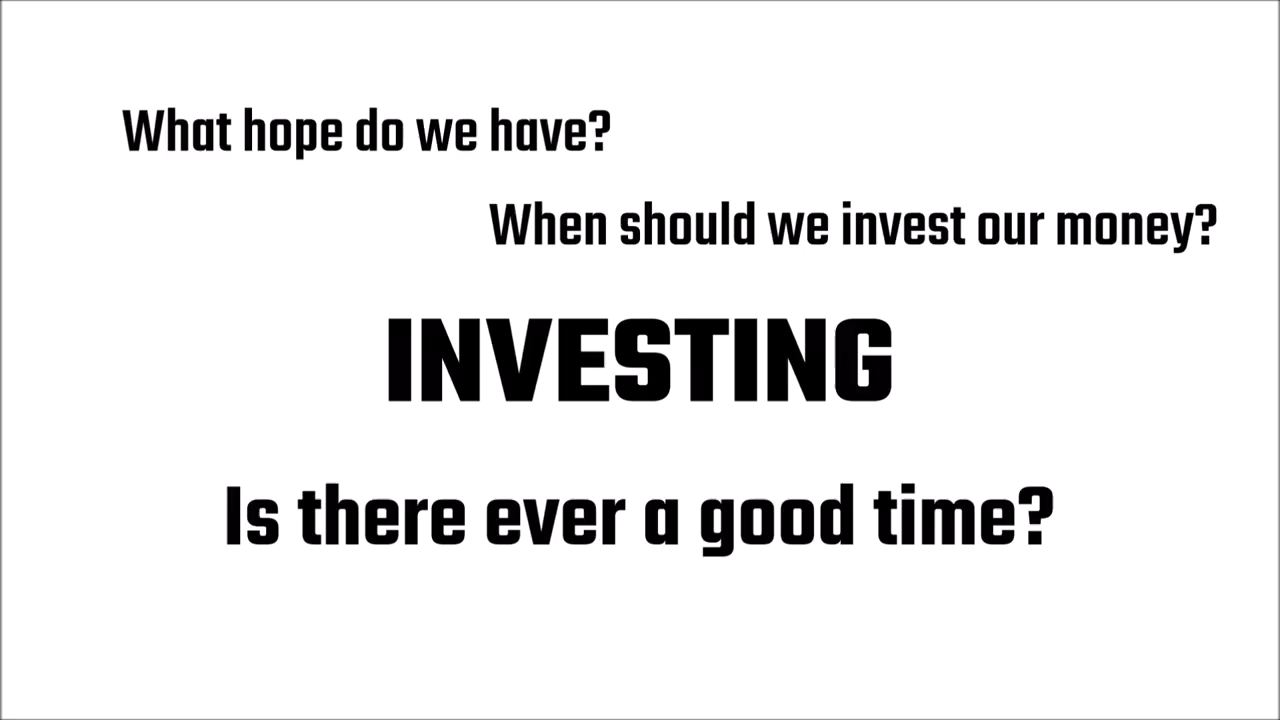 What hope do we have?
When should we invest our money?
INVESTING
Is there ever a good time?